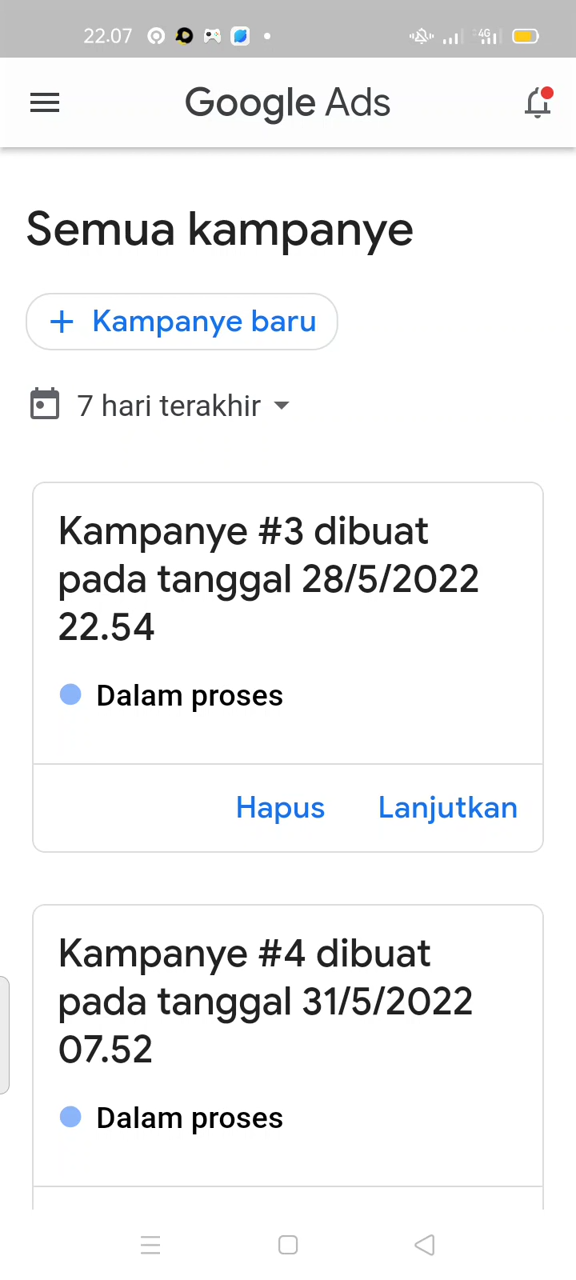 22.07
4G
Google Ads
Semua kampanye
+ Kampanye baru
7 hari terakhir
Kampanye #3 dibuat
pada tanggal 28/5/2022
22.54
Dalam proses
Hapus Lanjutkan
Kampanye #4 dibuat
pada tanggal 31/5/2022
07.52
Dalam proses